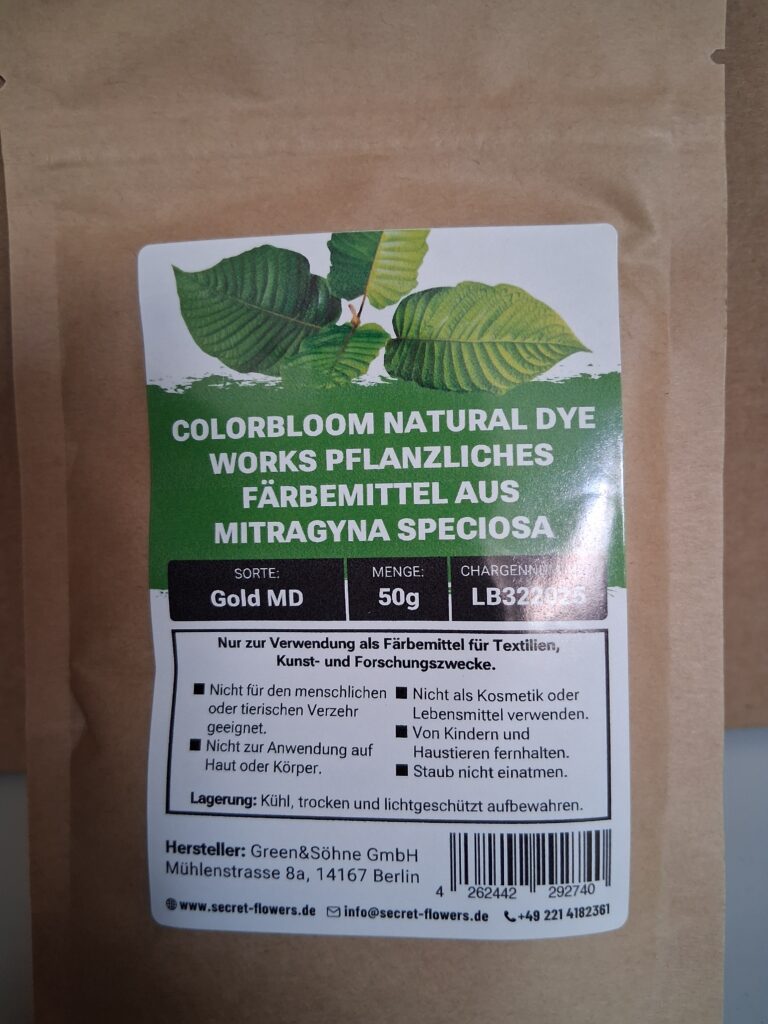 COLORBLOOM NATURAL DYE
WORKS PFLANZLICHES
FÄRBEMITTEL AUS
MITRAGYNA SPECIOSA
SORTE:
Gold MD
MENGE:
50g
Nur zur Verwendung als Färbemittel für Textilien,
Kunst- und Forschungszwecke.
Nicht für den menschlichen
oder tierischen Verzehr
geeignet.
Nicht zur Anwendung auf
Haut oder Körper.
Nicht als Kosmetik oder
Lebensmittel verwenden.
Von Kindern und
Haustieren fernhalten.
Staub nicht einatmen.
Lagerung: Kühl, trocken und lichtgeschützt aufbewahren.
Hersteller: Green&Söhne GmbH
Mühlenstrasse 8a, 14167 Berlin
4 262442 292740
www.secret-flowers.de info@secret-flowers.de +49 221 4182361